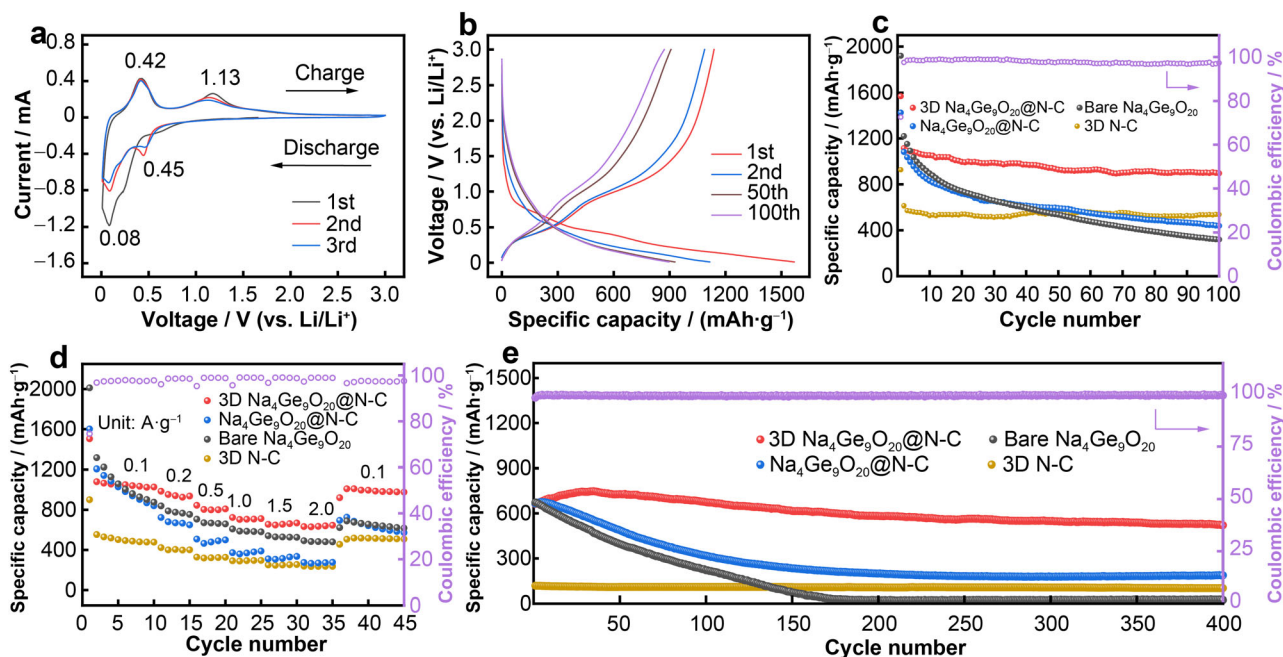 a
0.8
0.4
0
−0.4
−0.8
−1.2
−1.6
Current / mA
0.42
1.13
Charge
Discharge
0.45
0.08
1st
2nd
3rd
0.0 0.5 1.0 1.5 2.0 2.5 3.0
Voltage / V (vs. Li/Li⁺)
b
3.0
2.5
2.0
1.5
1.0
0.5
0
Voltage / V (vs. Li/Li⁺)
1st
2nd
50th
100th
0 300 600 900 1200 1500
Specific capacity / (mAh·g⁻¹)
c
2000
1600
1200
800
400
0
Specific capacity / (mAh·g⁻¹)
3D Na₄Ge₉O₂₀@N-C
Bare Na₄Ge₉O₂₀
Na₄Ge₉O₂₀@N-C
3D N-C
100
80
60
40
20
0
Coulombic efficiency / %
10 20 30 40 50 60 70 80 90 100
Cycle number
d
2000
1600
1200
800
400
0
Specific capacity / (mAh·g⁻¹)
3D Na₄Ge₉O₂₀@N-C
Unit: A·g⁻¹
Na₄Ge₉O₂₀@N-C
Bare Na₄Ge₉O₂₀
3D N-C
0.1
0.2
0.5
1.0
1.5
2.0
0.1
100
80
60
40
20
0
Coulombic efficiency / %
0 5 10 15 20 25 30 35 40 45
Cycle number
e
1500
1200
900
600
300
0
Specific capacity / (mAh·g⁻¹)
3D Na₄Ge₉O₂₀@N-C
Bare Na₄Ge₉O₂₀
Na₄Ge₉O₂₀@N-C
3D N-C
100
75
50
25
0
Coulombic efficiency / %
50 100 150 200 250 300 350 400
Cycle number